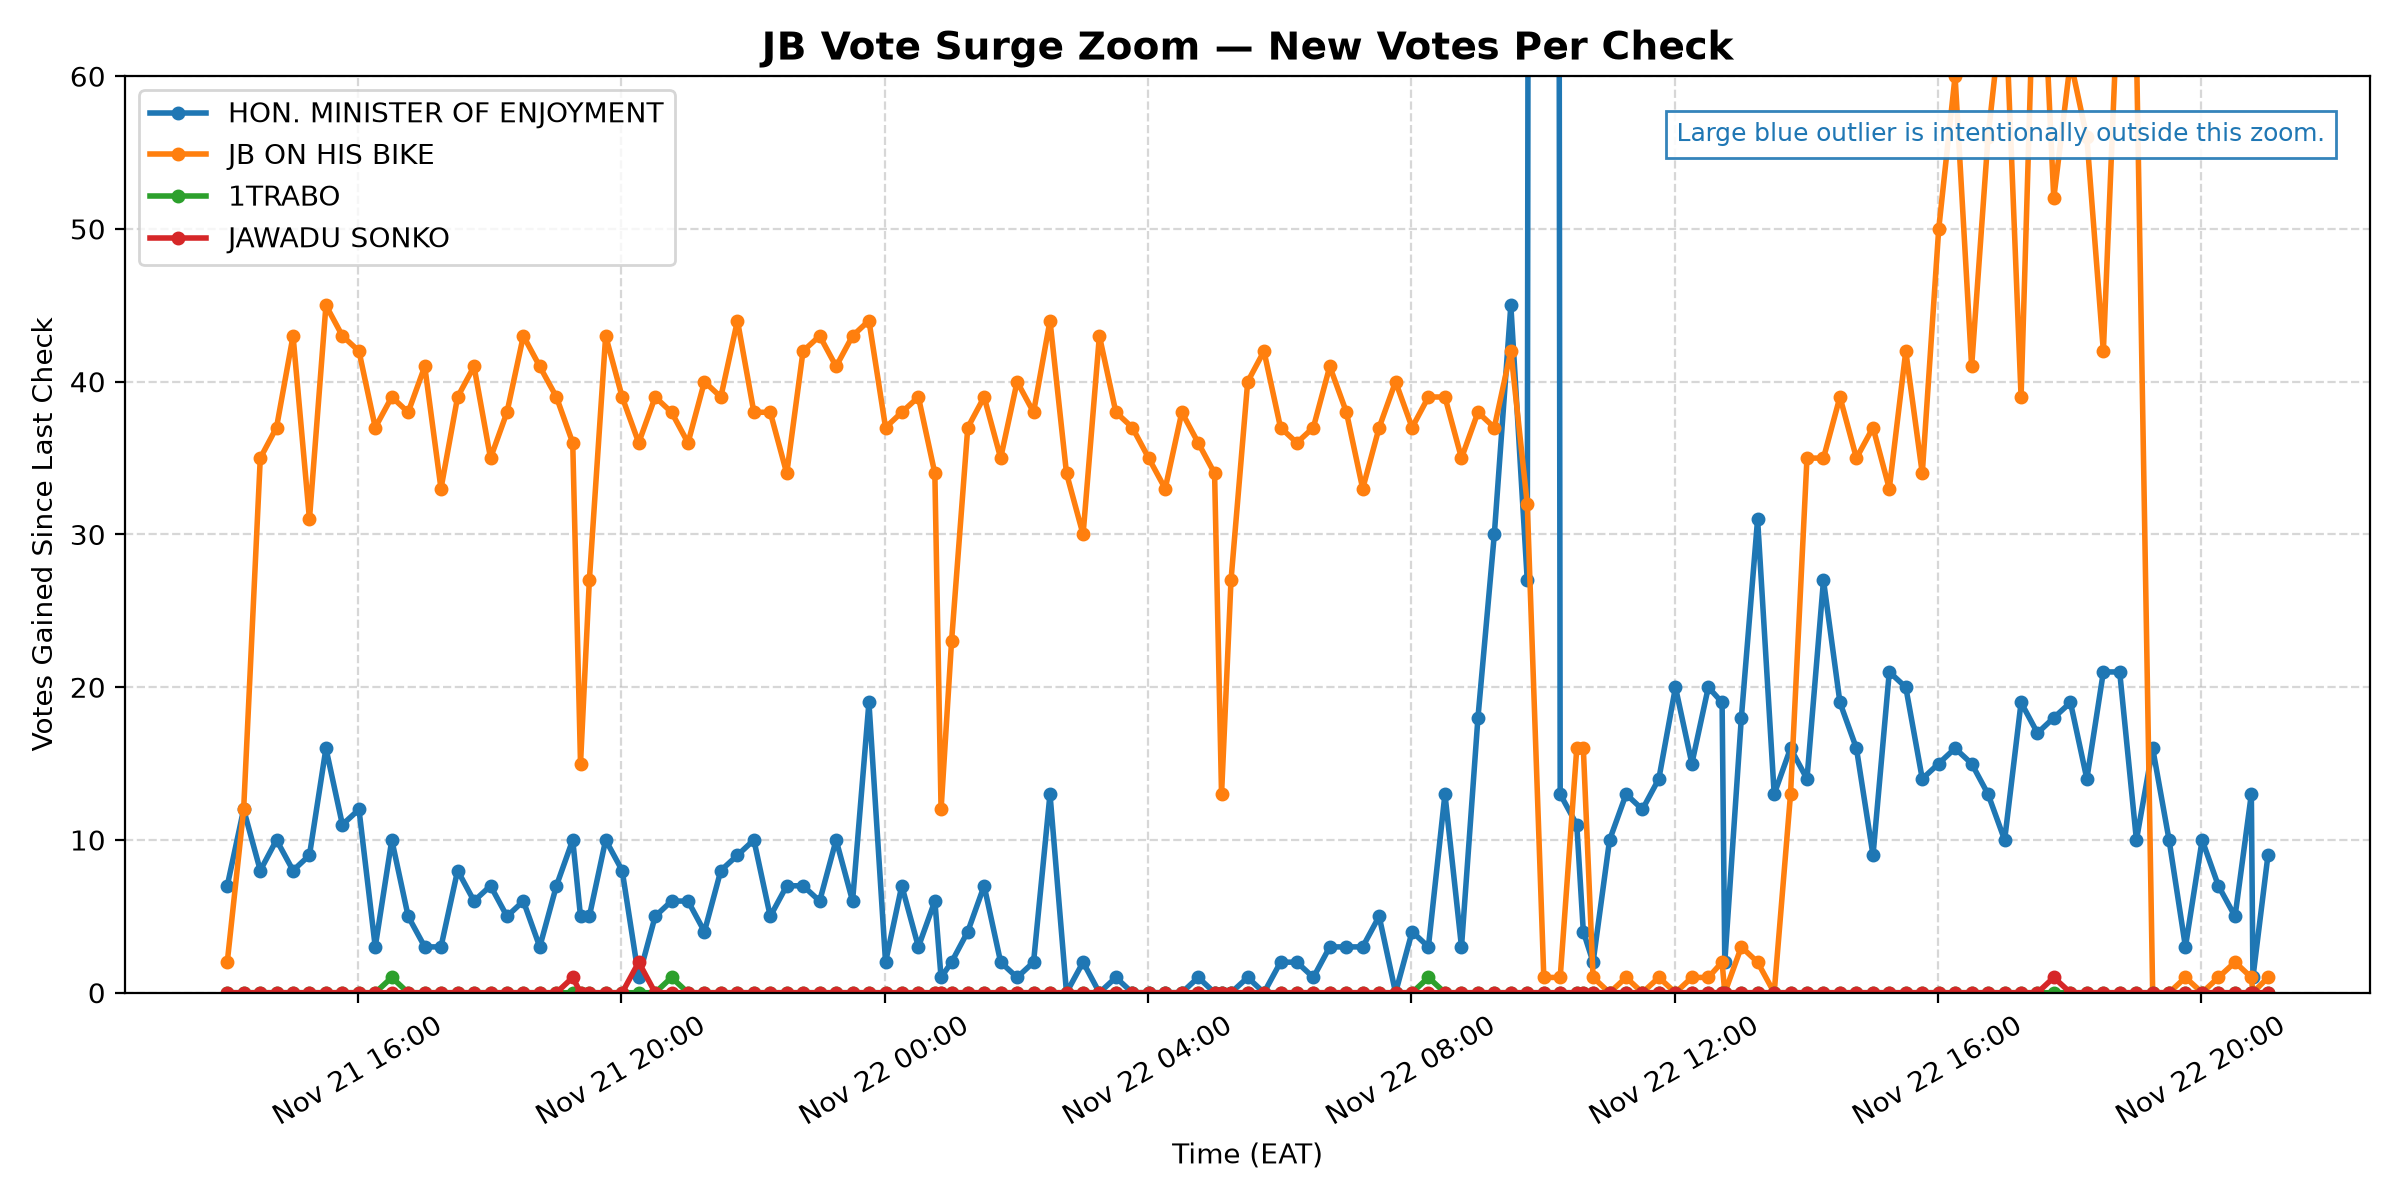 JB Vote Surge Zoom — New Votes Per Check
HON. MINISTER OF ENJOYMENT
JB ON HIS BIKE
1TRABO
JAWADU SONKO
Large blue outlier is intentionally outside this zoom.
Votes Gained Since Last Check
60
50
40
30
20
10
0
Nov 21 16:00
Nov 21 20:00
Nov 22 00:00
Nov 22 04:00
Nov 22 08:00
Nov 22 12:00
Nov 22 16:00
Nov 22 20:00
Time (EAT)